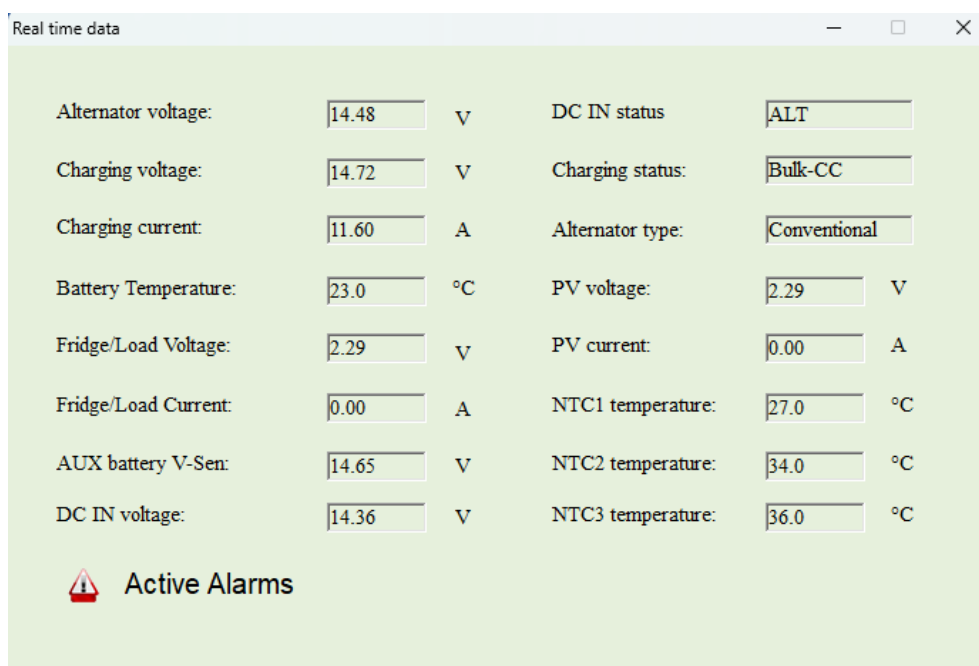 Real time data
Alternator voltage: 14.48 V DC IN status ALT
Charging voltage: 14.72 V Charging status: Bulk-CC
Charging current: 11.60 A Alternator type: Conventional
Battery Temperature: 23.0 °C PV voltage: 2.29 V
Fridge/Load Voltage: 2.29 V PV current: 0.00 A
Fridge/Load Current: 0.00 A NTC1 temperature: 27.0 °C
AUX battery V-Sen: 14.65 V NTC2 temperature: 34.0 °C
DC IN voltage: 14.36 V NTC3 temperature: 36.0 °C
Active Alarms